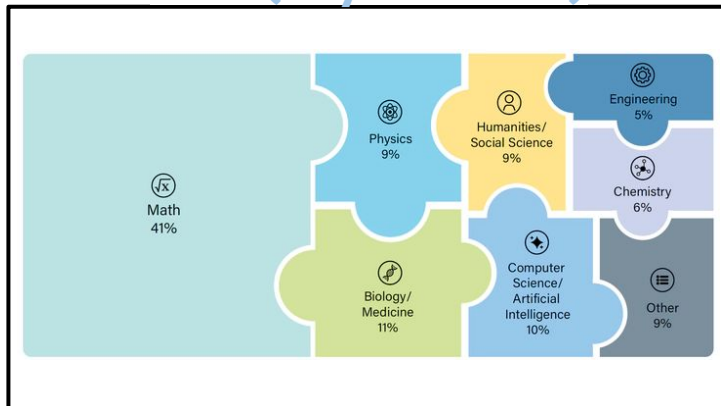 √x
Math
41%
Physics
9%
Humanities/
Social Science
9%
Engineering
5%
Chemistry
6%
Biology/
Medicine
11%
Computer
Science/
Artificial
Intelligence
10%
Other
9%